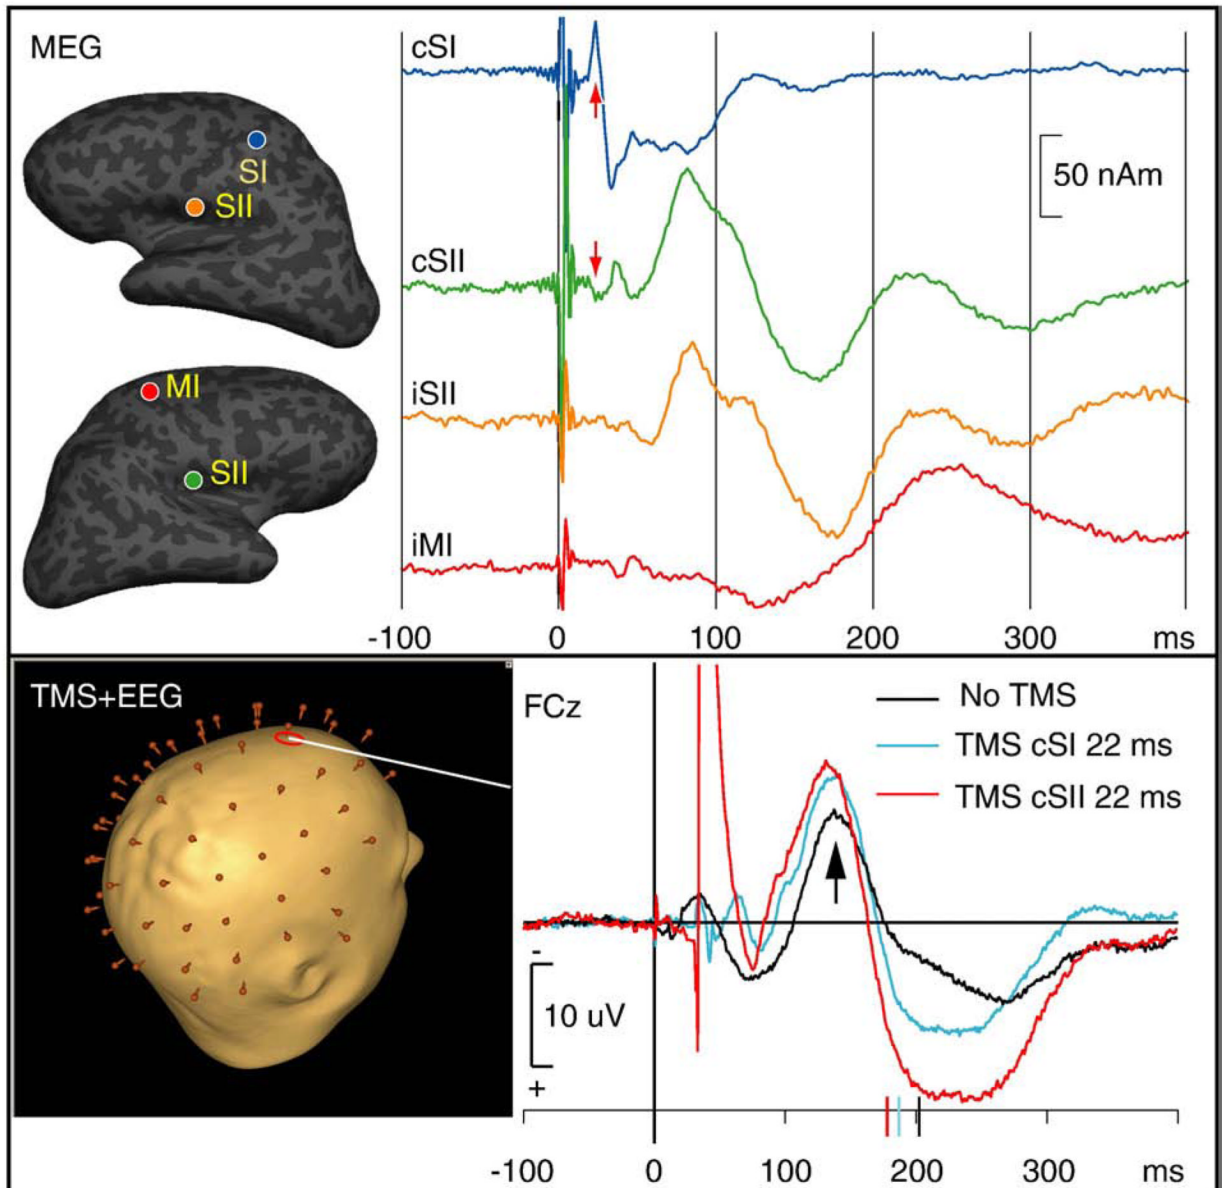 MEG
cSI
SI
SII
50 nAm
cSII
MI
SII
iSII
iMI
-100 0 100 200 300 ms
TMS+EEG
FCz
No TMS
TMS cSI 22 ms
TMS cSII 22 ms
-
10 uV
+
-100 0 100 200 300 ms